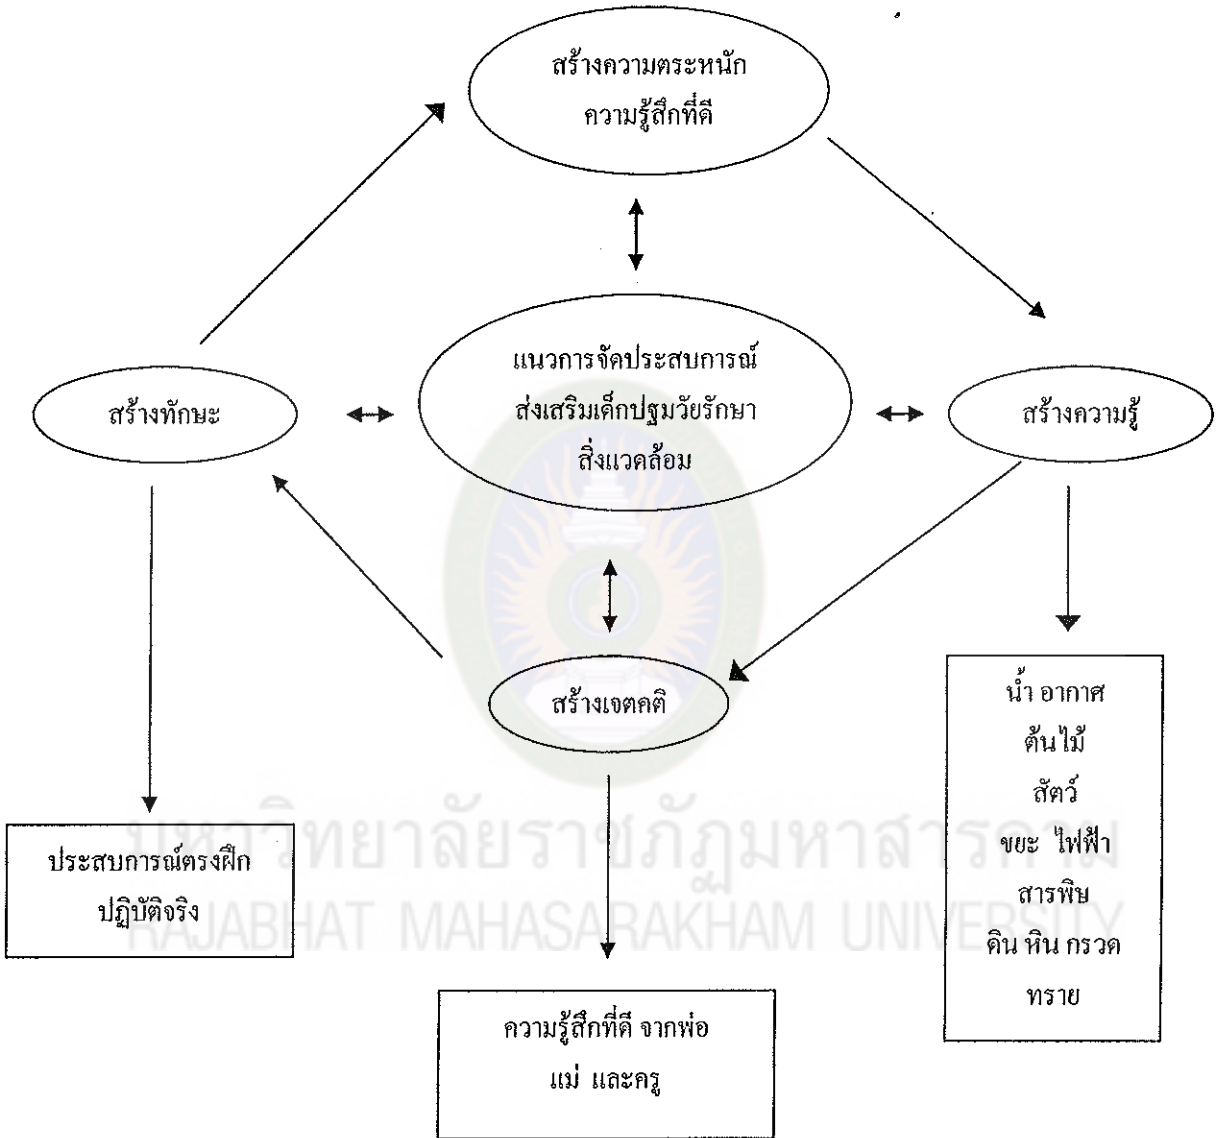 สร้างความตระหนัก
ความรู้สึกที่ดี
แนวการจัดประสบการณ์
ส่งเสริมเด็กปฐมวัยรักษา
สิ่งแวดล้อม
สร้างทักษะ
สร้างความรู้
สร้างเจตคติ
น้ำ อากาศ
ต้นไม้
สัตว์
ขยะ ไฟฟ้า
สารพิษ
ดิน หิน กรวด
ทราย
ประสบการณ์ตรงฝึก
ปฏิบัติจริง
ความรู้สึกที่ดี จากพ่อ
แม่ และครู
มหาวิทยาลัยราชภัฏมหาสารคาม
RAJABHAT MAHASARAKHAM UNIVERSITY